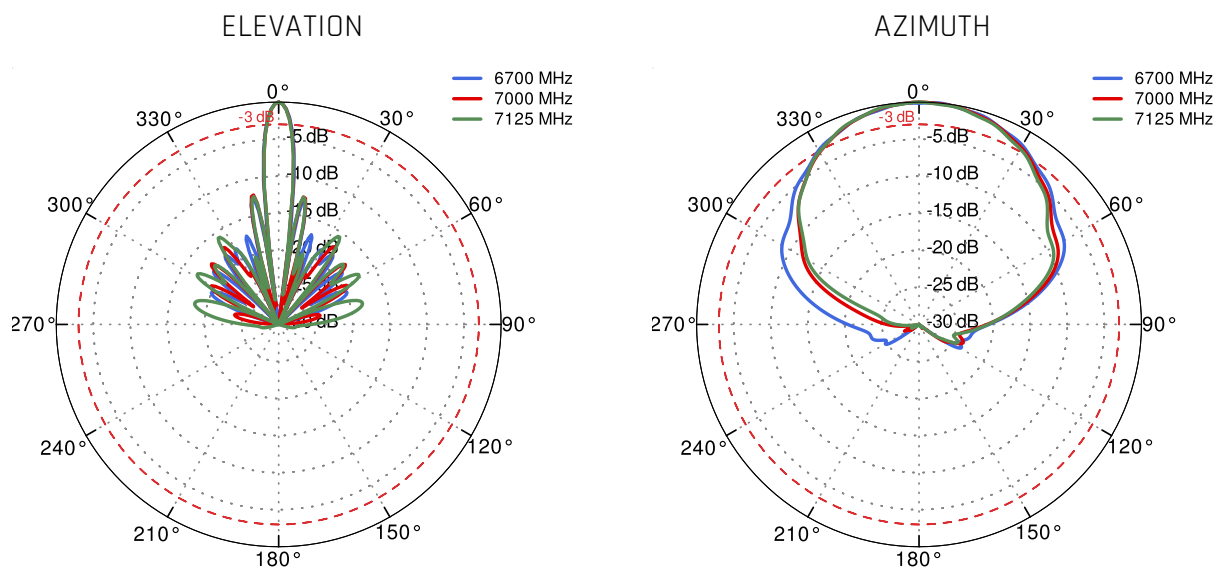 ELEVATION
6700 MHz
7000 MHz
7125 MHz
0°
-3 dB
330°
30°
-5 dB
-10 dB
300°
60°
270°
90°
240°
120°
210°
150°
180°
AZIMUTH
6700 MHz
7000 MHz
7125 MHz
0°
-3 dB
330°
30°
-5 dB
-10 dB
300°
60°
-15 dB
-20 dB
-25 dB
270°
-30 dB
90°
240°
120°
210°
150°
180°